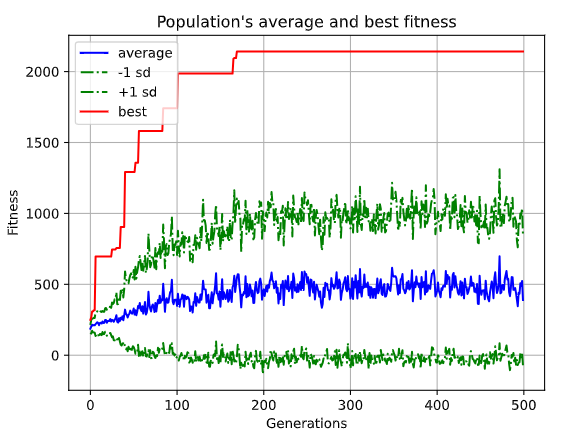 Population's average and best fitness
average
-1 sd
+1 sd
best
2000
1500
1000
500
0
Fitness
0 100 200 300 400 500
Generations